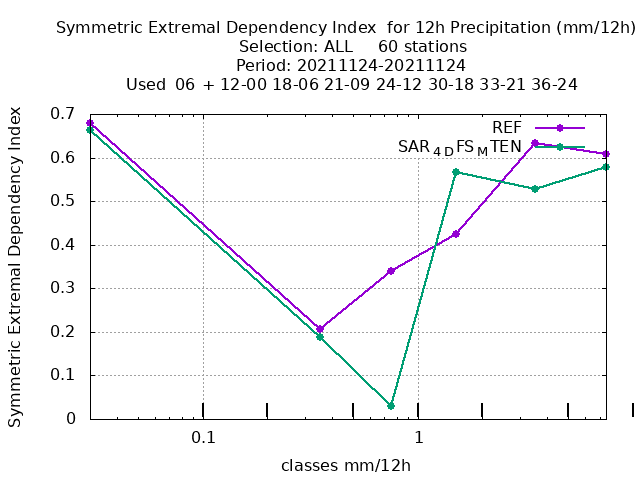 Symmetric Extremal Dependency Index  for 12h Precipitation (mm/12h)
Selection: ALL     60 stations
Period: 20211124-20211124
Used  06 + 12-00 18-06 21-09 24-12 30-18 33-21 36-24
Symmetric Extremal Dependency Index
0.7
0.6
0.5
0.4
0.3
0.2
0.1
0
REF
SAR4DFSMTEN
0.1
1
classes mm/12h